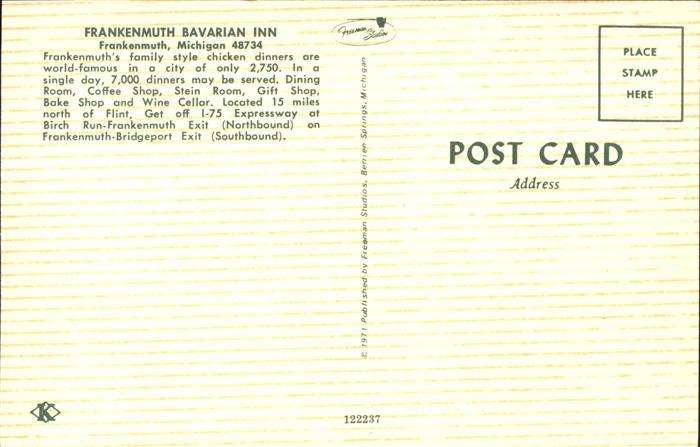 FRANKENMUTH BAVARIAN INN
Frankenmuth, Michigan 48734
Frankenmuth's family style chicken dinners are
world-famous in a city of only 2,750. In a
single day, 7,000 dinners may be served. Dining
Room, Coffee Shop, Stein Room, Gift Shop,
Bake Shop and Wine Cellar. Located 15 miles
north of Flint, Get off I-75 Expressway at
Birch Run-Frankenmuth Exit (Northbound) on
Frankenmuth-Bridgeport Exit (Southbound).
Freeman
Studios
© 1971 Published by Freeman Studios, Berrien Springs, Michigan
PLACE
STAMP
HERE
POST CARD
Address
K
122237